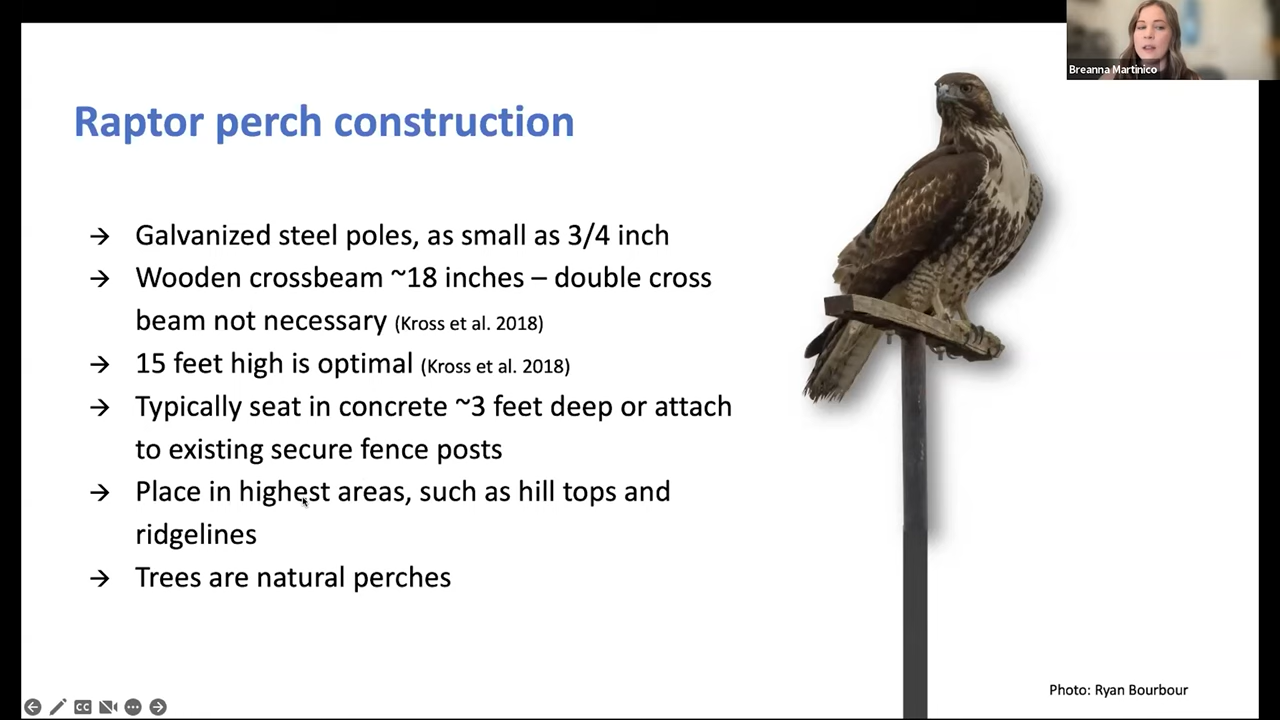 Breanna Martinico
Raptor perch construction
→ Galvanized steel poles, as small as 3/4 inch
→ Wooden crossbeam ~18 inches – double cross
beam not necessary (Kross et al. 2018)
→ 15 feet high is optimal (Kross et al. 2018)
→ Typically seat in concrete ~3 feet deep or attach
to existing secure fence posts
→ Place in highest areas, such as hill tops and
ridgelines
→ Trees are natural perches
Photo: Ryan Bourbour
CC